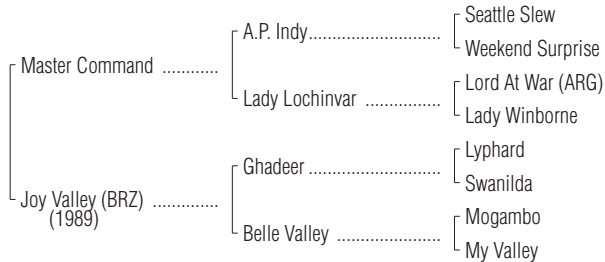 Seattle Slew
A.P. Indy......................
Weekend Surprise
Master Command ............
Lord At War (ARG)
Lady Lochinvar ................
Lady Winborne
Lyphard
Ghadeer ........................
Swanilda
Joy Valley (BRZ) ..............
(1989)
Mogambo
Belle Valley ....................
My Valley